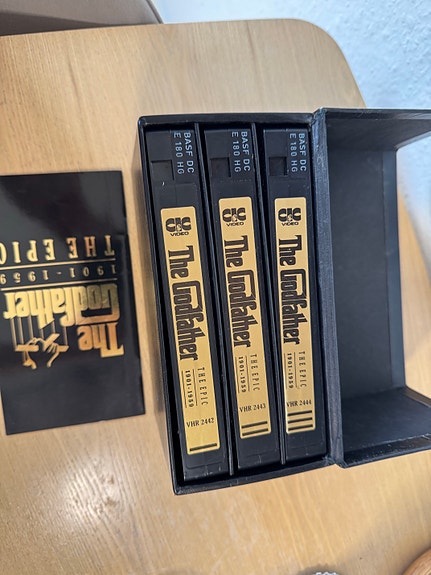 The
Godfather
THE EPIC
1901-1959
BASF DC
E 180 HG
CIC
VIDEO
The Godfather
THE EPIC
1901-1959
VHR 2442
BASF DC
E 180 HG
CIC
VIDEO
The Godfather
THE EPIC
1901-1959
VHR 2443
BASF DC
E 180 HG
CIC
VIDEO
The Godfather
THE EPIC
1901-1959
VHR 2444